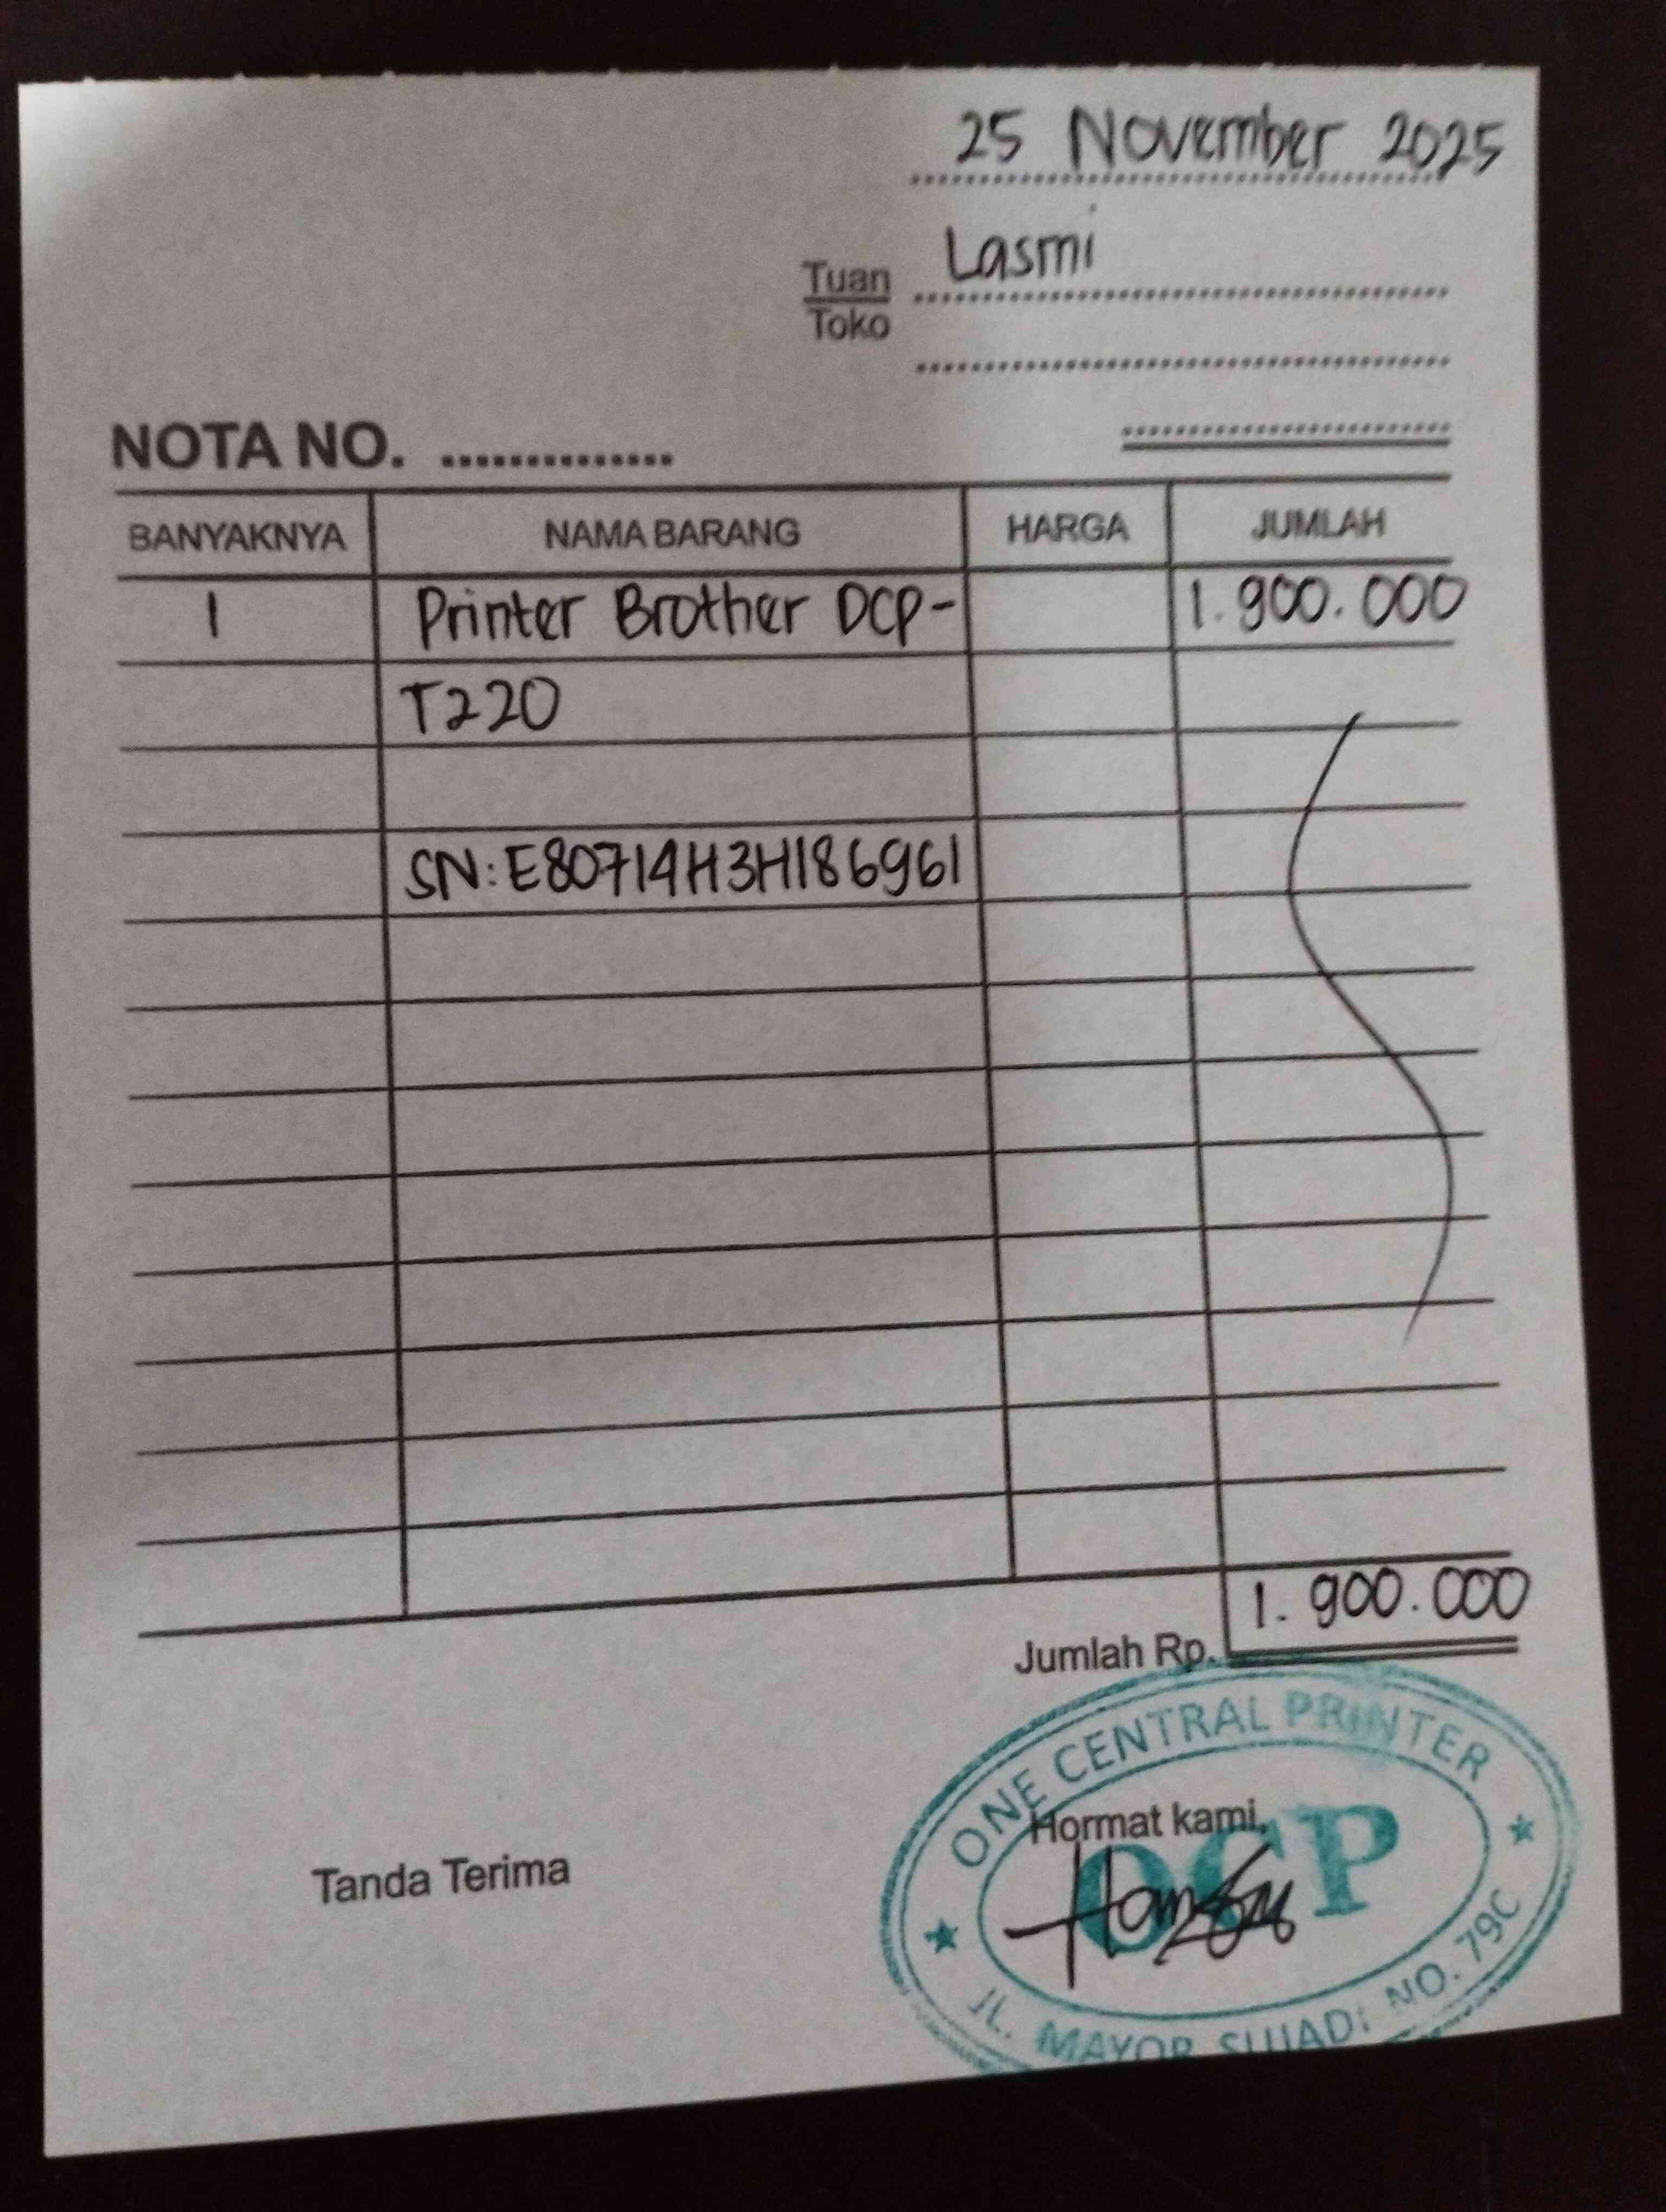 25 November 2025
Tuan
Toko
Lasmi
NOTA NO. ..............
BANYAKNYA NAMA BARANG HARGA JUMLAH
1 Printer Brother DCP- 1.900.000
T220
SN:E80714H3H186961
Jumlah Rp. 1.900.000
Tanda Terima
Hormat kami,
ONE CENTRAL PRINTER
OCP
JL. MAYOR SUJADI NO. 79C